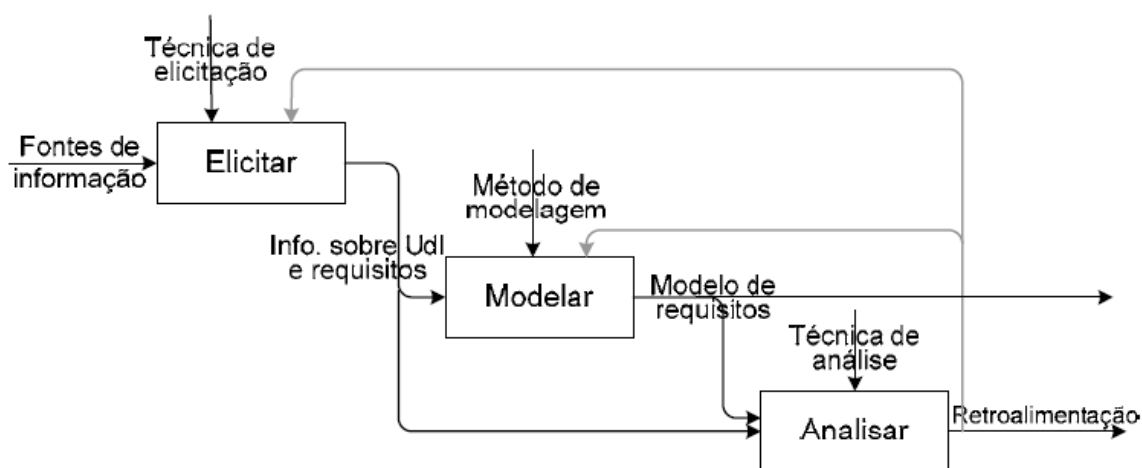 Técnica de
elicitação
Fontes de
informação
Elicitar
Método de
modelagem
Info. sobre UdI
e requisitos
Modelar
Modelo de
requisitos
Técnica de
análise
Analisar
Retroalimentação